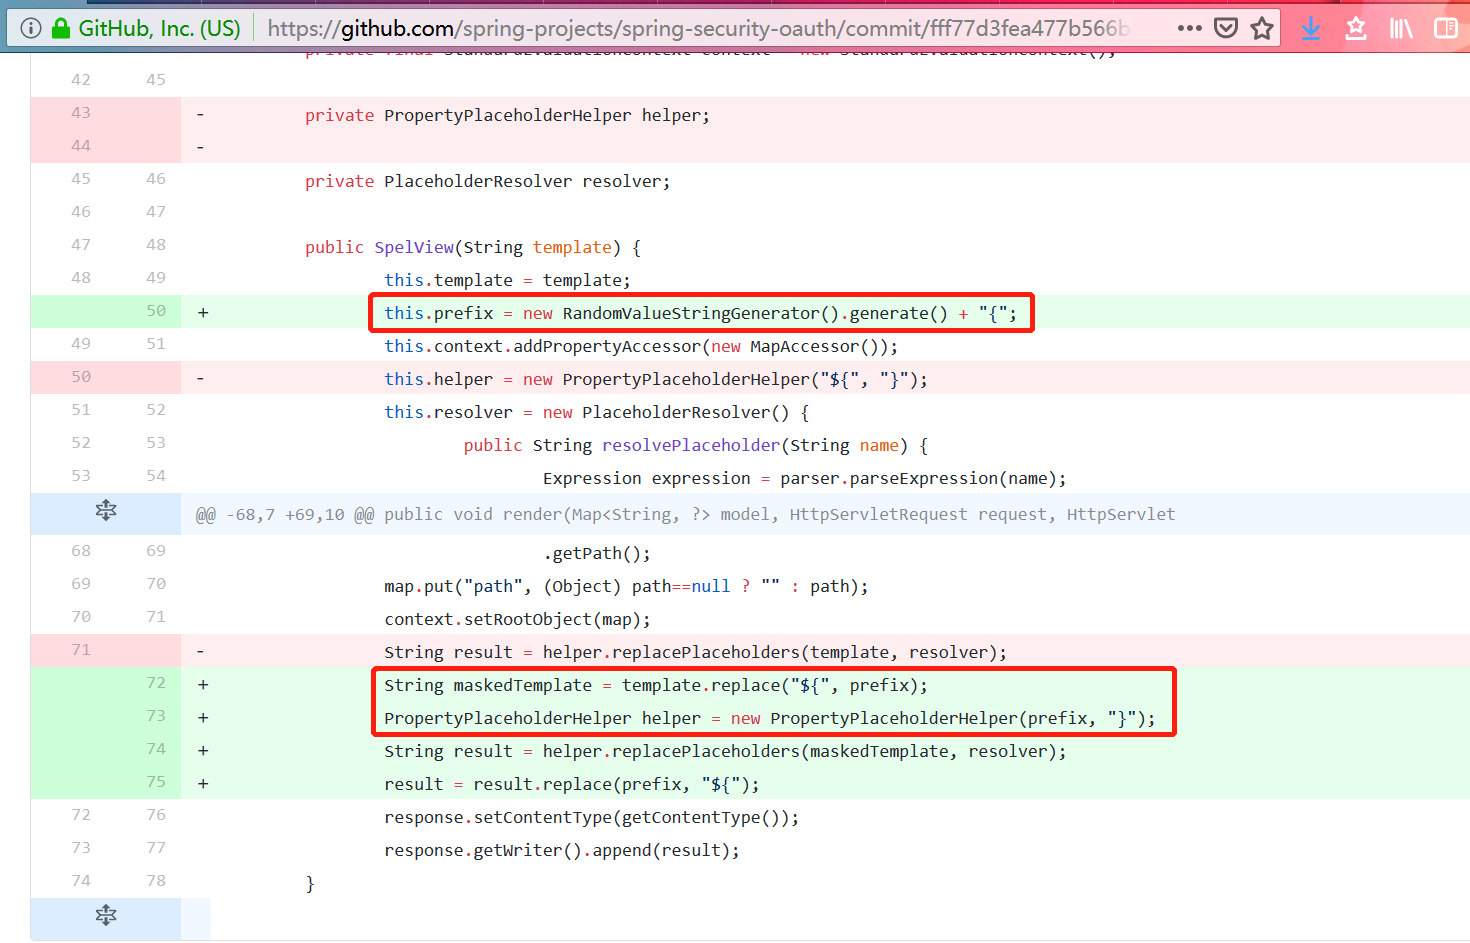 GitHub, Inc. (US) https://github.com/spring-projects/spring-security-oauth/commit/fff77d3fea477b566b
private final StandardEvaluationContext context = new StandardEvaluationContext();
42 45
43 - private PropertyPlaceholderHelper helper;
44 -
45 46 private PlaceholderResolver resolver;
46 47
47 48 public SpelView(String template) {
48 49 this.template = template;
50 + this.prefix = new RandomValueStringGenerator().generate() + "{";
49 51 this.context.addPropertyAccessor(new MapAccessor());
50 - this.helper = new PropertyPlaceholderHelper("${", "}");
51 52 this.resolver = new PlaceholderResolver() {
52 53 public String resolvePlaceholder(String name) {
53 54 Expression expression = parser.parseExpression(name);
@@ -68,7 +69,10 @@ public void render(Map<String, ?> model, HttpServletRequest request, HttpServlet
68 69 .getPath();
69 70 map.put("path", (Object) path==null ? "" : path);
70 71 context.setRootObject(map);
71 - String result = helper.replacePlaceholders(template, resolver);
72 + String maskedTemplate = template.replace("${", prefix);
73 + PropertyPlaceholderHelper helper = new PropertyPlaceholderHelper(prefix, "}");
74 + String result = helper.replacePlaceholders(maskedTemplate, resolver);
75 + result = result.replace(prefix, "${");
72 76 response.setContentType(getContentType());
73 77 response.getWriter().append(result);
74 78 }